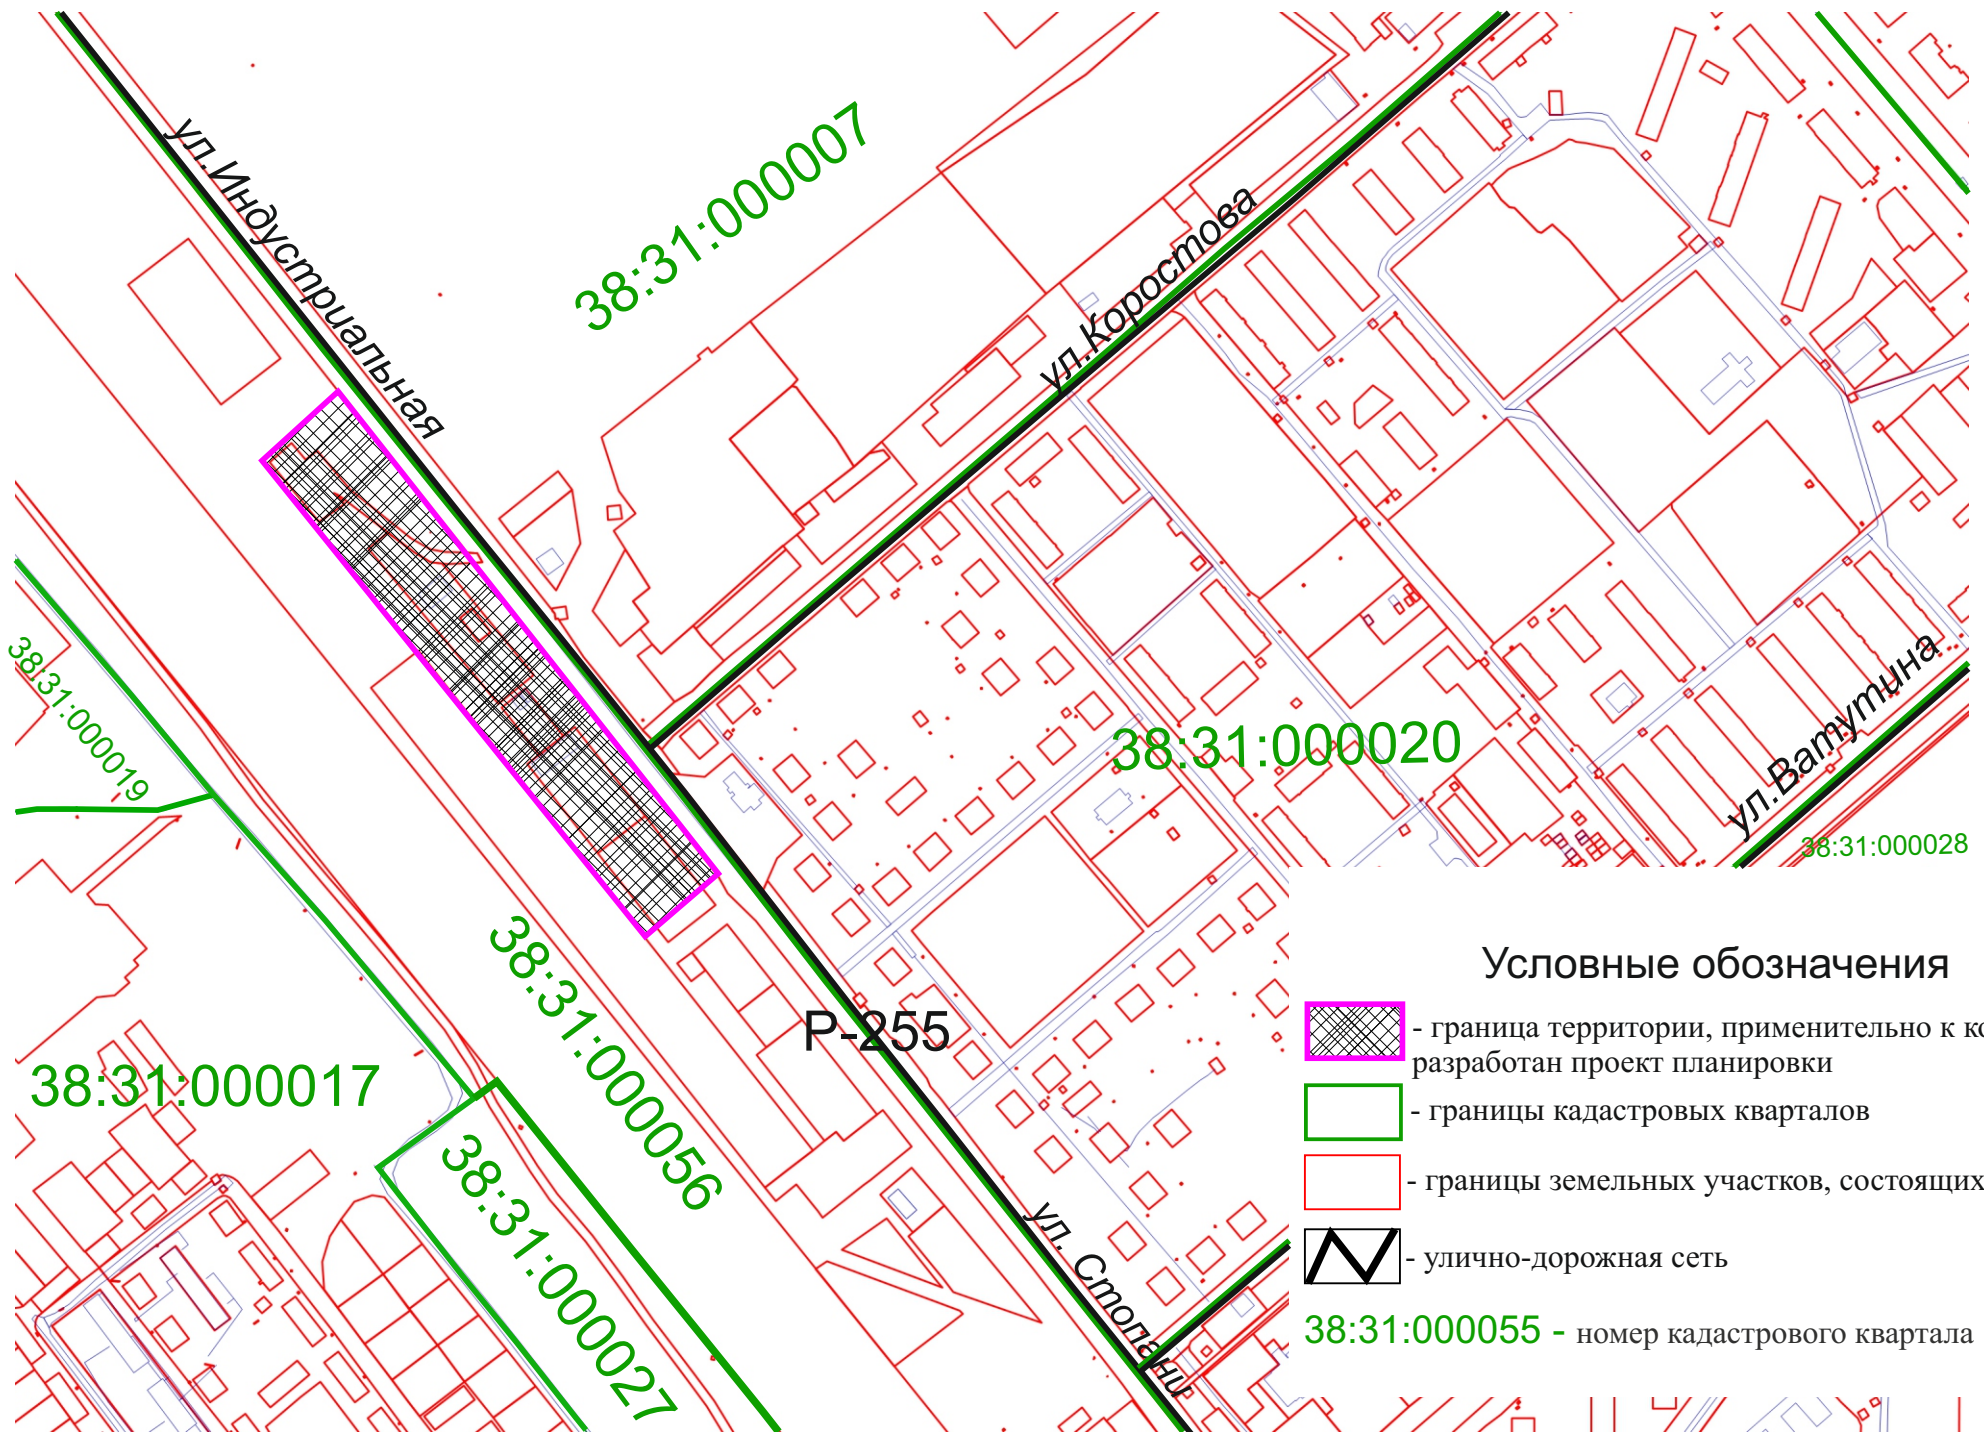 ул.Индустриальная
38:31:000007
ул.Коростова
38:31:000019
38:31:000020
ул.Ватутина
38:31:000028
38:31:000056
Р-255
38:31:000017
38:31:000027
ул. Стопани
Условные обозначения
- граница территории, применительно к
разработан проект планировки
- границы кадастровых кварталов
- границы земельных участков, состоящих
- улично-дорожная сеть
38:31:000055 - номер кадастрового квартала